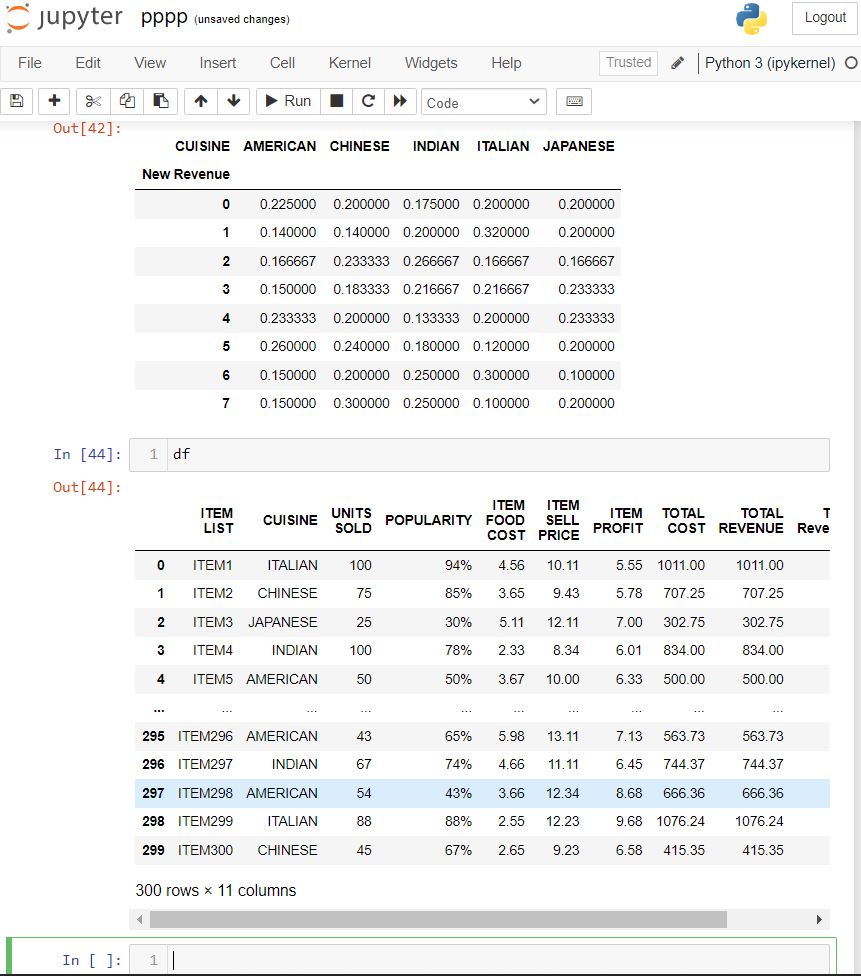 jupyter pppp (unsaved changes) Logout
File Edit View Insert Cell Kernel Widgets Help Trusted Python 3 (ipykernel)
Run Code
Out[42]:
CUISINE AMERICAN CHINESE INDIAN ITALIAN JAPANESE
New Revenue
0 0.225000 0.200000 0.175000 0.200000 0.200000
1 0.140000 0.140000 0.200000 0.320000 0.200000
2 0.166667 0.233333 0.266667 0.166667 0.166667
3 0.150000 0.183333 0.216667 0.216667 0.233333
4 0.233333 0.200000 0.133333 0.200000 0.233333
5 0.260000 0.240000 0.180000 0.120000 0.200000
6 0.150000 0.200000 0.250000 0.300000 0.100000
7 0.150000 0.300000 0.250000 0.100000 0.200000
In [44]: 1 df
Out[44]:
ITEM LIST CUISINE UNITS SOLD POPULARITY ITEM FOOD COST ITEM SELL PRICE ITEM PROFIT TOTAL COST TOTAL REVENUE T Reve
0 ITEM1 ITALIAN 100 94% 4.56 10.11 5.55 1011.00 1011.00
1 ITEM2 CHINESE 75 85% 3.65 9.43 5.78 707.25 707.25
2 ITEM3 JAPANESE 25 30% 5.11 12.11 7.00 302.75 302.75
3 ITEM4 INDIAN 100 78% 2.33 8.34 6.01 834.00 834.00
4 ITEM5 AMERICAN 50 50% 3.67 10.00 6.33 500.00 500.00
... ... ... ... ... ... ... ... ... ...
295 ITEM296 AMERICAN 43 65% 5.98 13.11 7.13 563.73 563.73
296 ITEM297 INDIAN 67 74% 4.66 11.11 6.45 744.37 744.37
297 ITEM298 AMERICAN 54 43% 3.66 12.34 8.68 666.36 666.36
298 ITEM299 ITALIAN 88 88% 2.55 12.23 9.68 1076.24 1076.24
299 ITEM300 CHINESE 45 67% 2.65 9.23 6.58 415.35 415.35
300 rows × 11 columns
In [ ]: 1